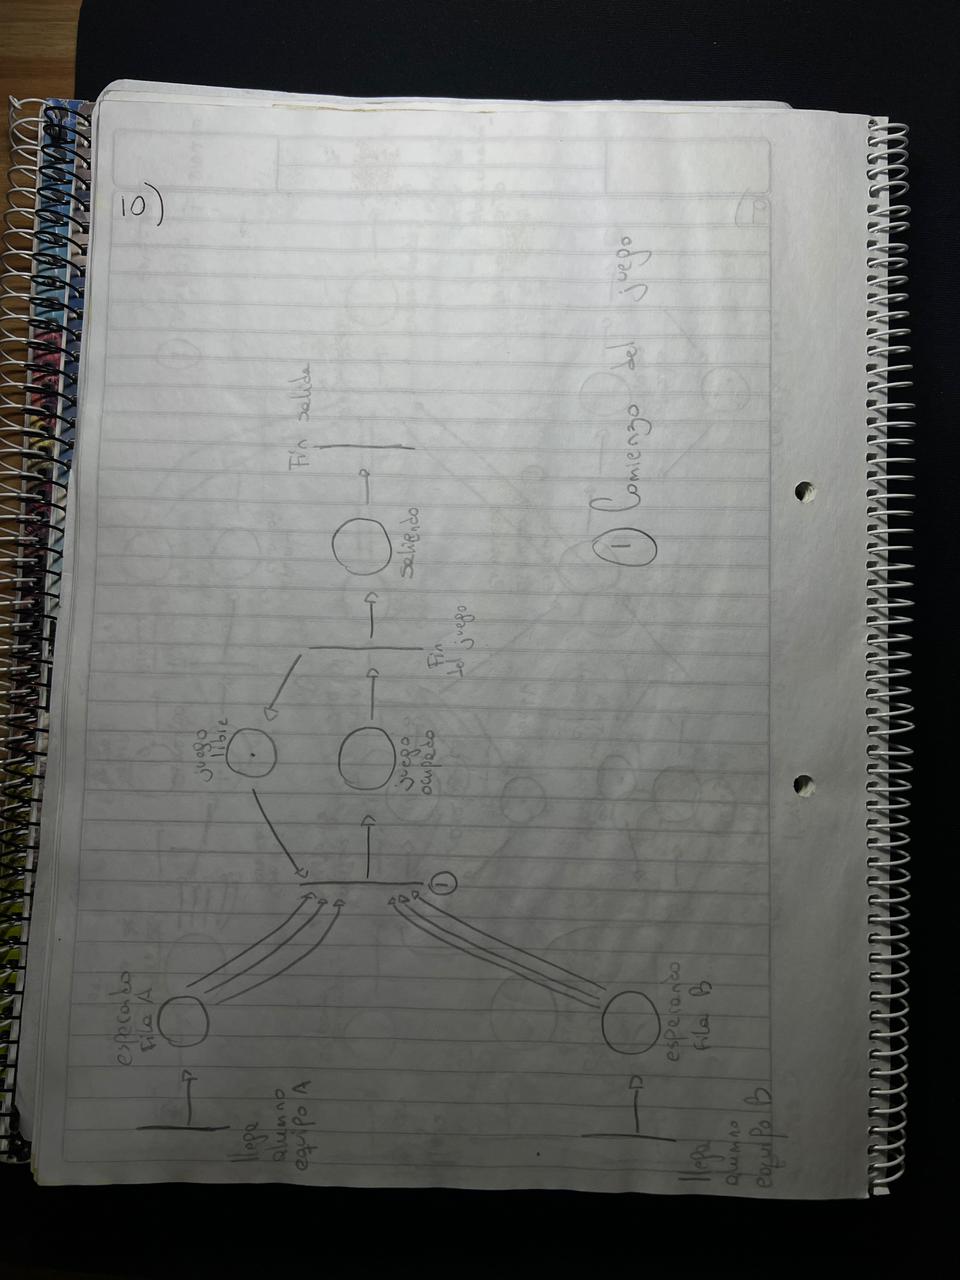 10)
llega
alumno
equipo A
esperando
fila A
juego
libre
juego
ocupado
Fin
del juego
saliendo
Fin salida
1
llega
alumno
equipo B
esperando
fila B
1 Comienzo del juego